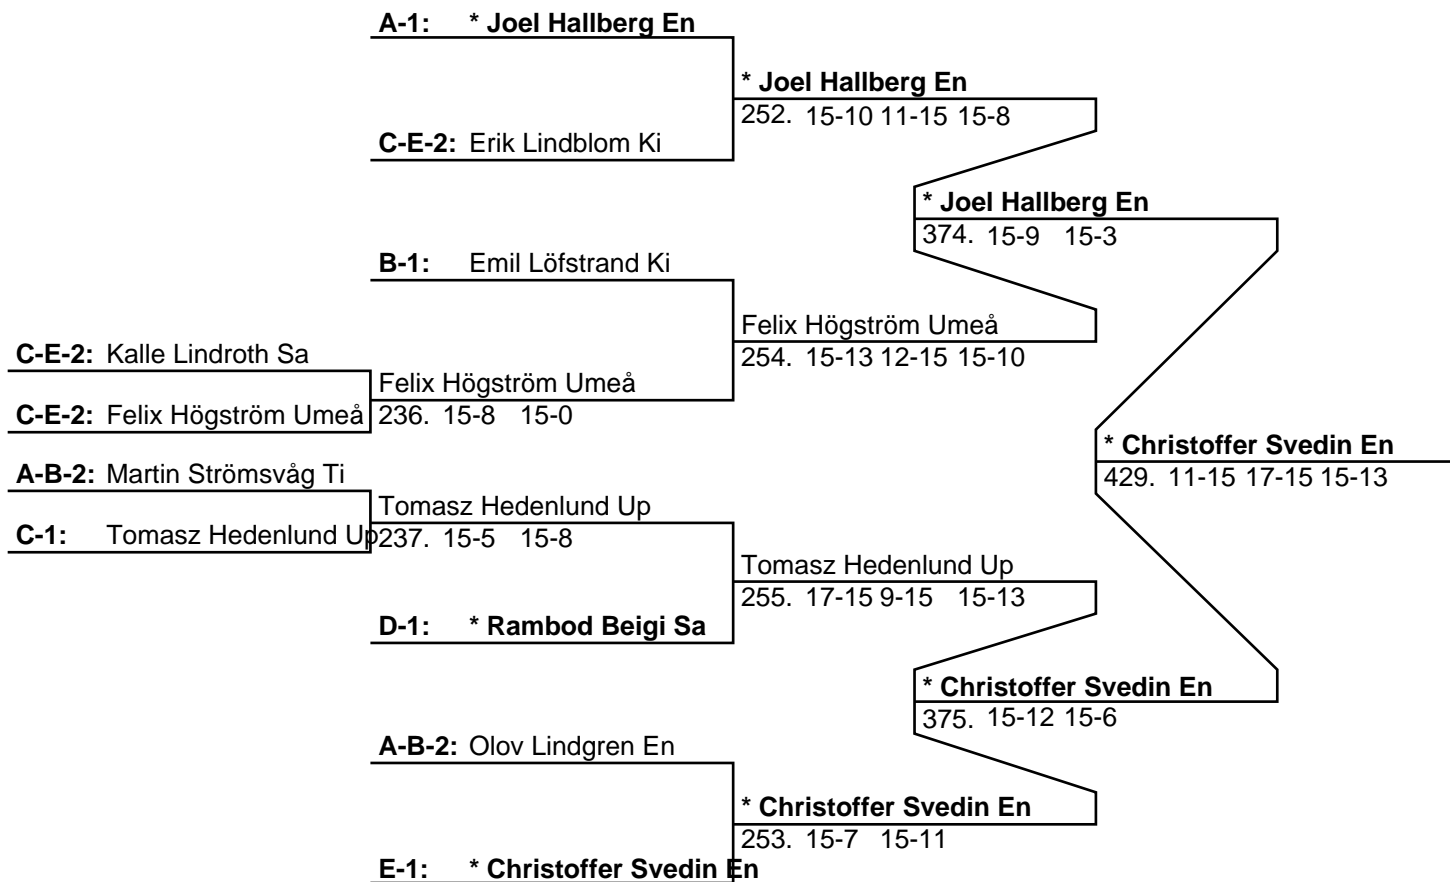 A-1: * Joel Hallberg En
* Joel Hallberg En
252. 15-10 11-15 15-8
C-E-2: Erik Lindblom Ki
* Joel Hallberg En
374. 15-9 15-3
B-1: Emil Löfstrand Ki
Felix Högström Umeå
254. 15-13 12-15 15-10
C-E-2: Kalle Lindroth Sa
Felix Högström Umeå
C-E-2: Felix Högström Umeå
236. 15-8 15-0
* Christoffer Svedin En
429. 11-15 17-15 15-13
A-B-2: Martin Strömsvåg Ti
Tomasz Hedenlund Up
C-1: Tomasz Hedenlund Up
237. 15-5 15-8
Tomasz Hedenlund Up
255. 17-15 9-15 15-13
D-1: * Rambod Beigi Sa
* Christoffer Svedin En
375. 15-12 15-6
A-B-2: Olov Lindgren En
* Christoffer Svedin En
253. 15-7 15-11
E-1: * Christoffer Svedin En